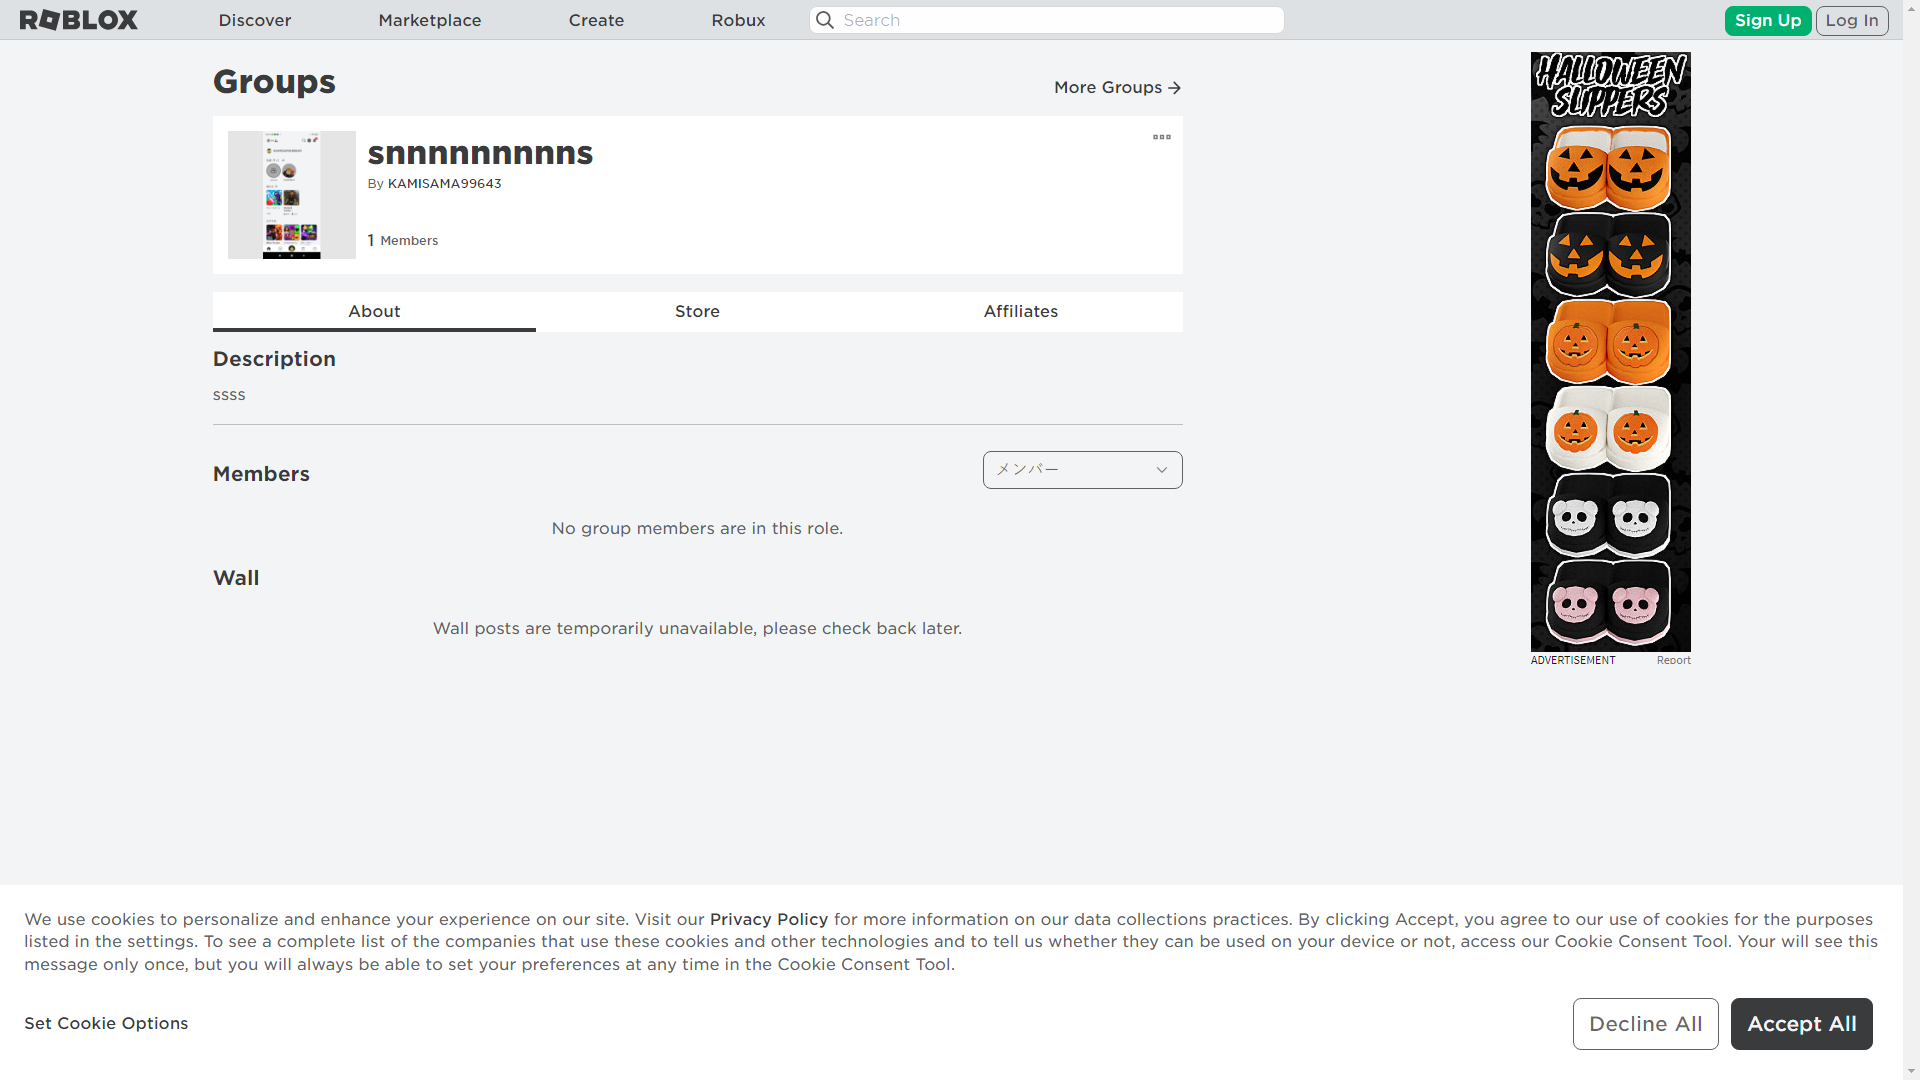 ROBLOX
Discover
Marketplace
Create
Robux
Search
Sign Up
Log In
Groups
More Groups
snnnnnnnnns
By KAMISAMA99643
1 Members
About
Store
Affiliates
Description
ssss
Members
メンバー
No group members are in this role.
Wall
Wall posts are temporarily unavailable, please check back later.
HALLOWEEN
SLIPPERS
ADVERTISEMENT
Report
We use cookies to personalize and enhance your experience on our site. Visit our Privacy Policy for more information on our data collections practices. By clicking Accept, you agree to our use of cookies for the purposes
listed in the settings. To see a complete list of the companies that use these cookies and other technologies and to tell us whether they can be used on your device or not, access our Cookie Consent Tool. Your will see this
message only once, but you will always be able to set your preferences at any time in the Cookie Consent Tool.
Set Cookie Options
Decline All
Accept All